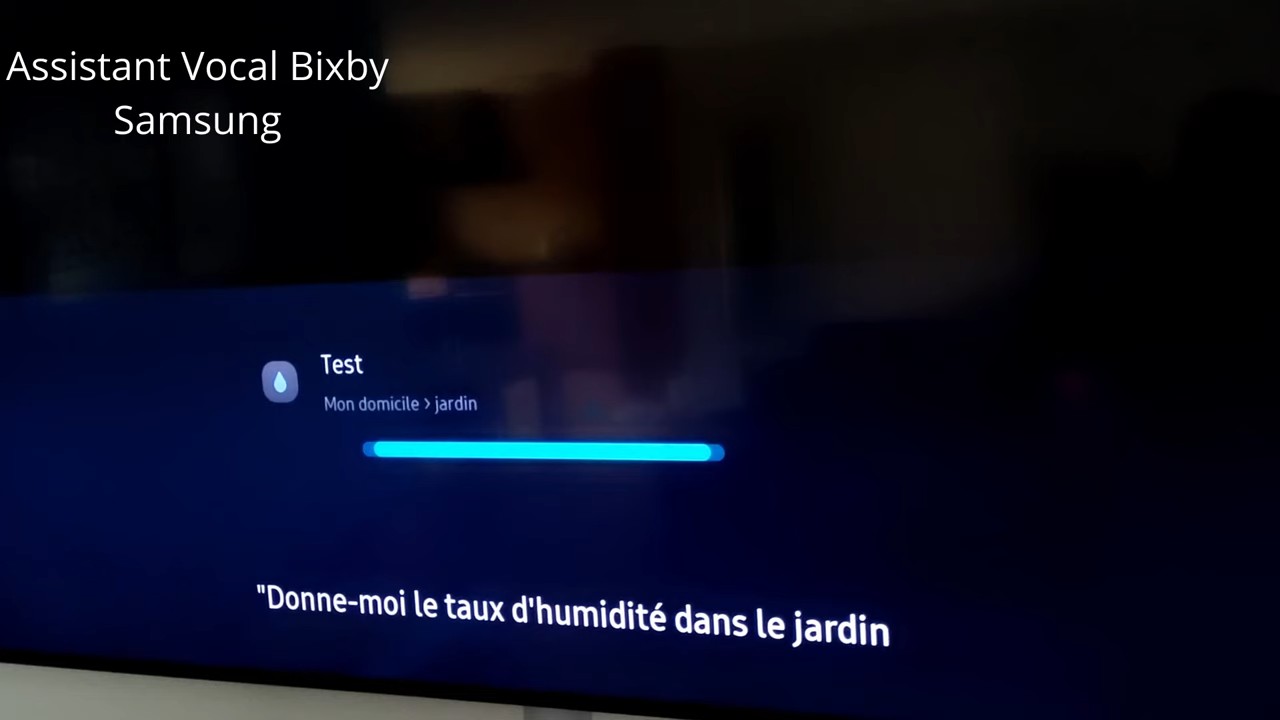 Assistant Vocal Bixby
Samsung
Test
Mon domicile > jardin
"Donne-moi le taux d'humidité dans le jardin